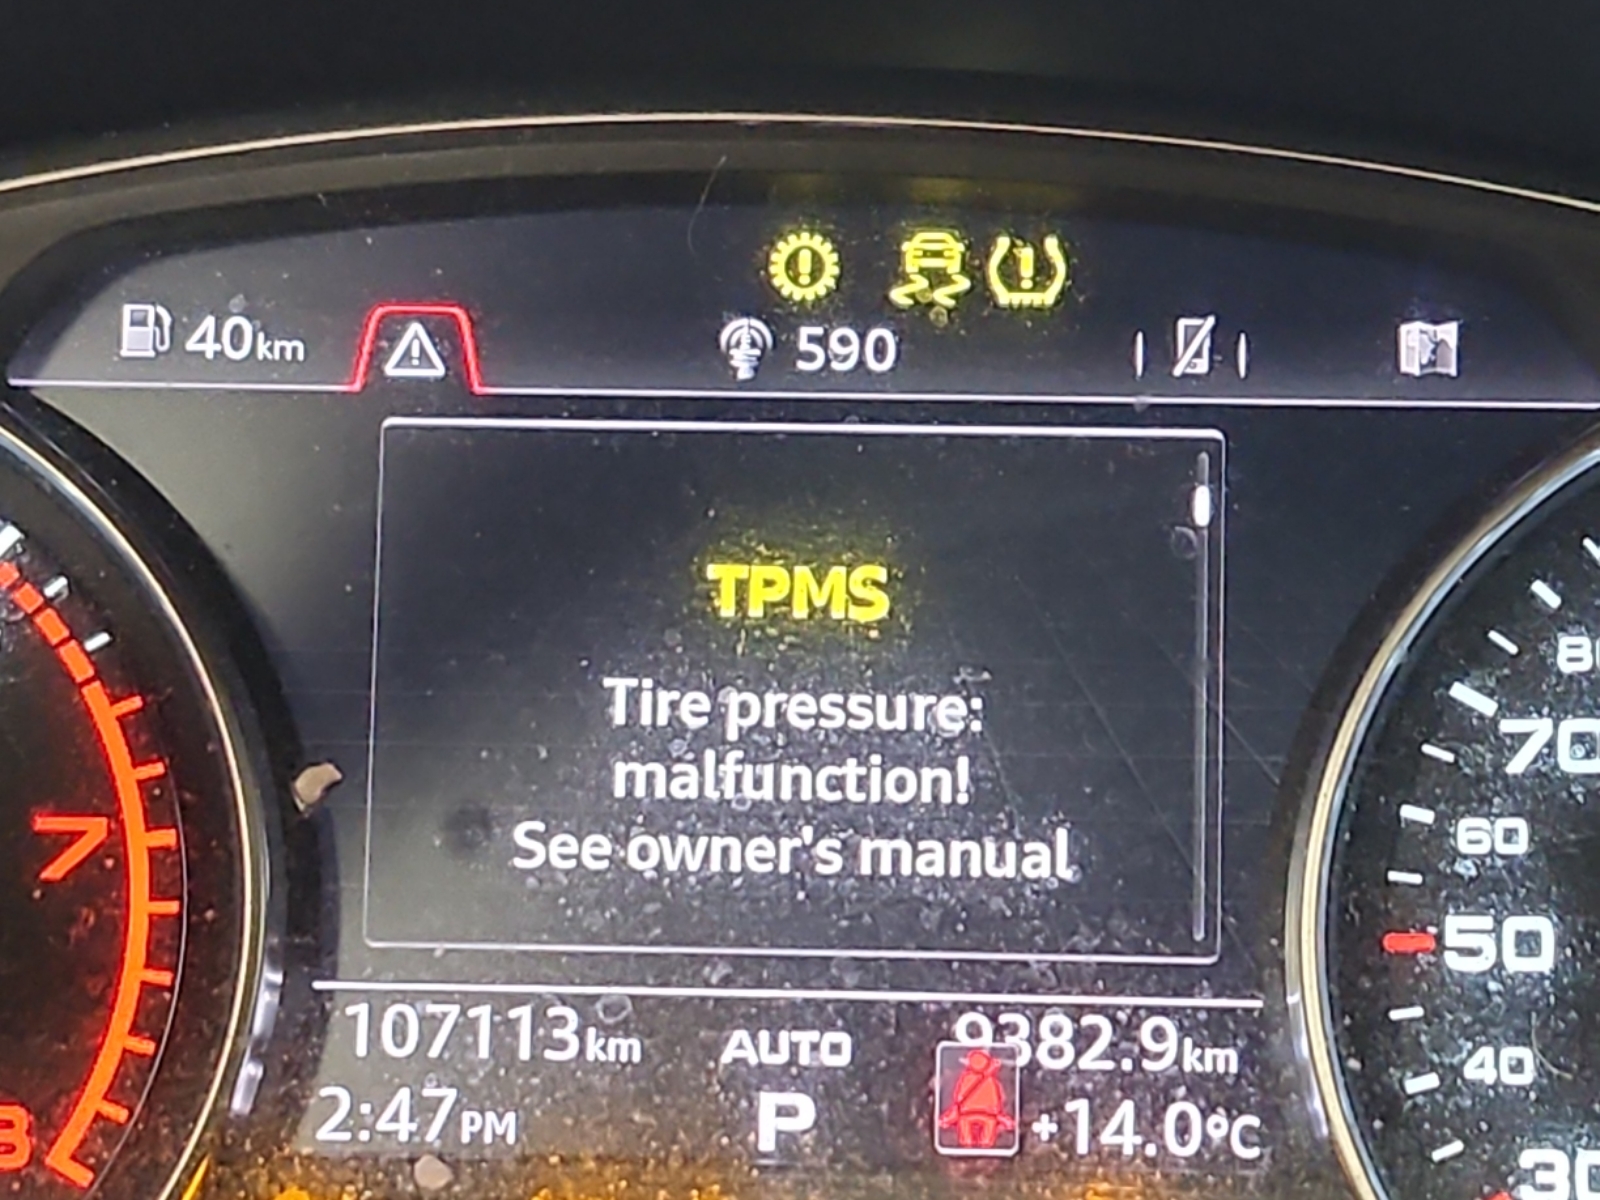 40km
590
TPMS
Tire pressure:
malfunction!
See owner's manual
107113km AUTO 9382.9km
2:47PM P +14.0°C
7
8
70
60
50
40
30